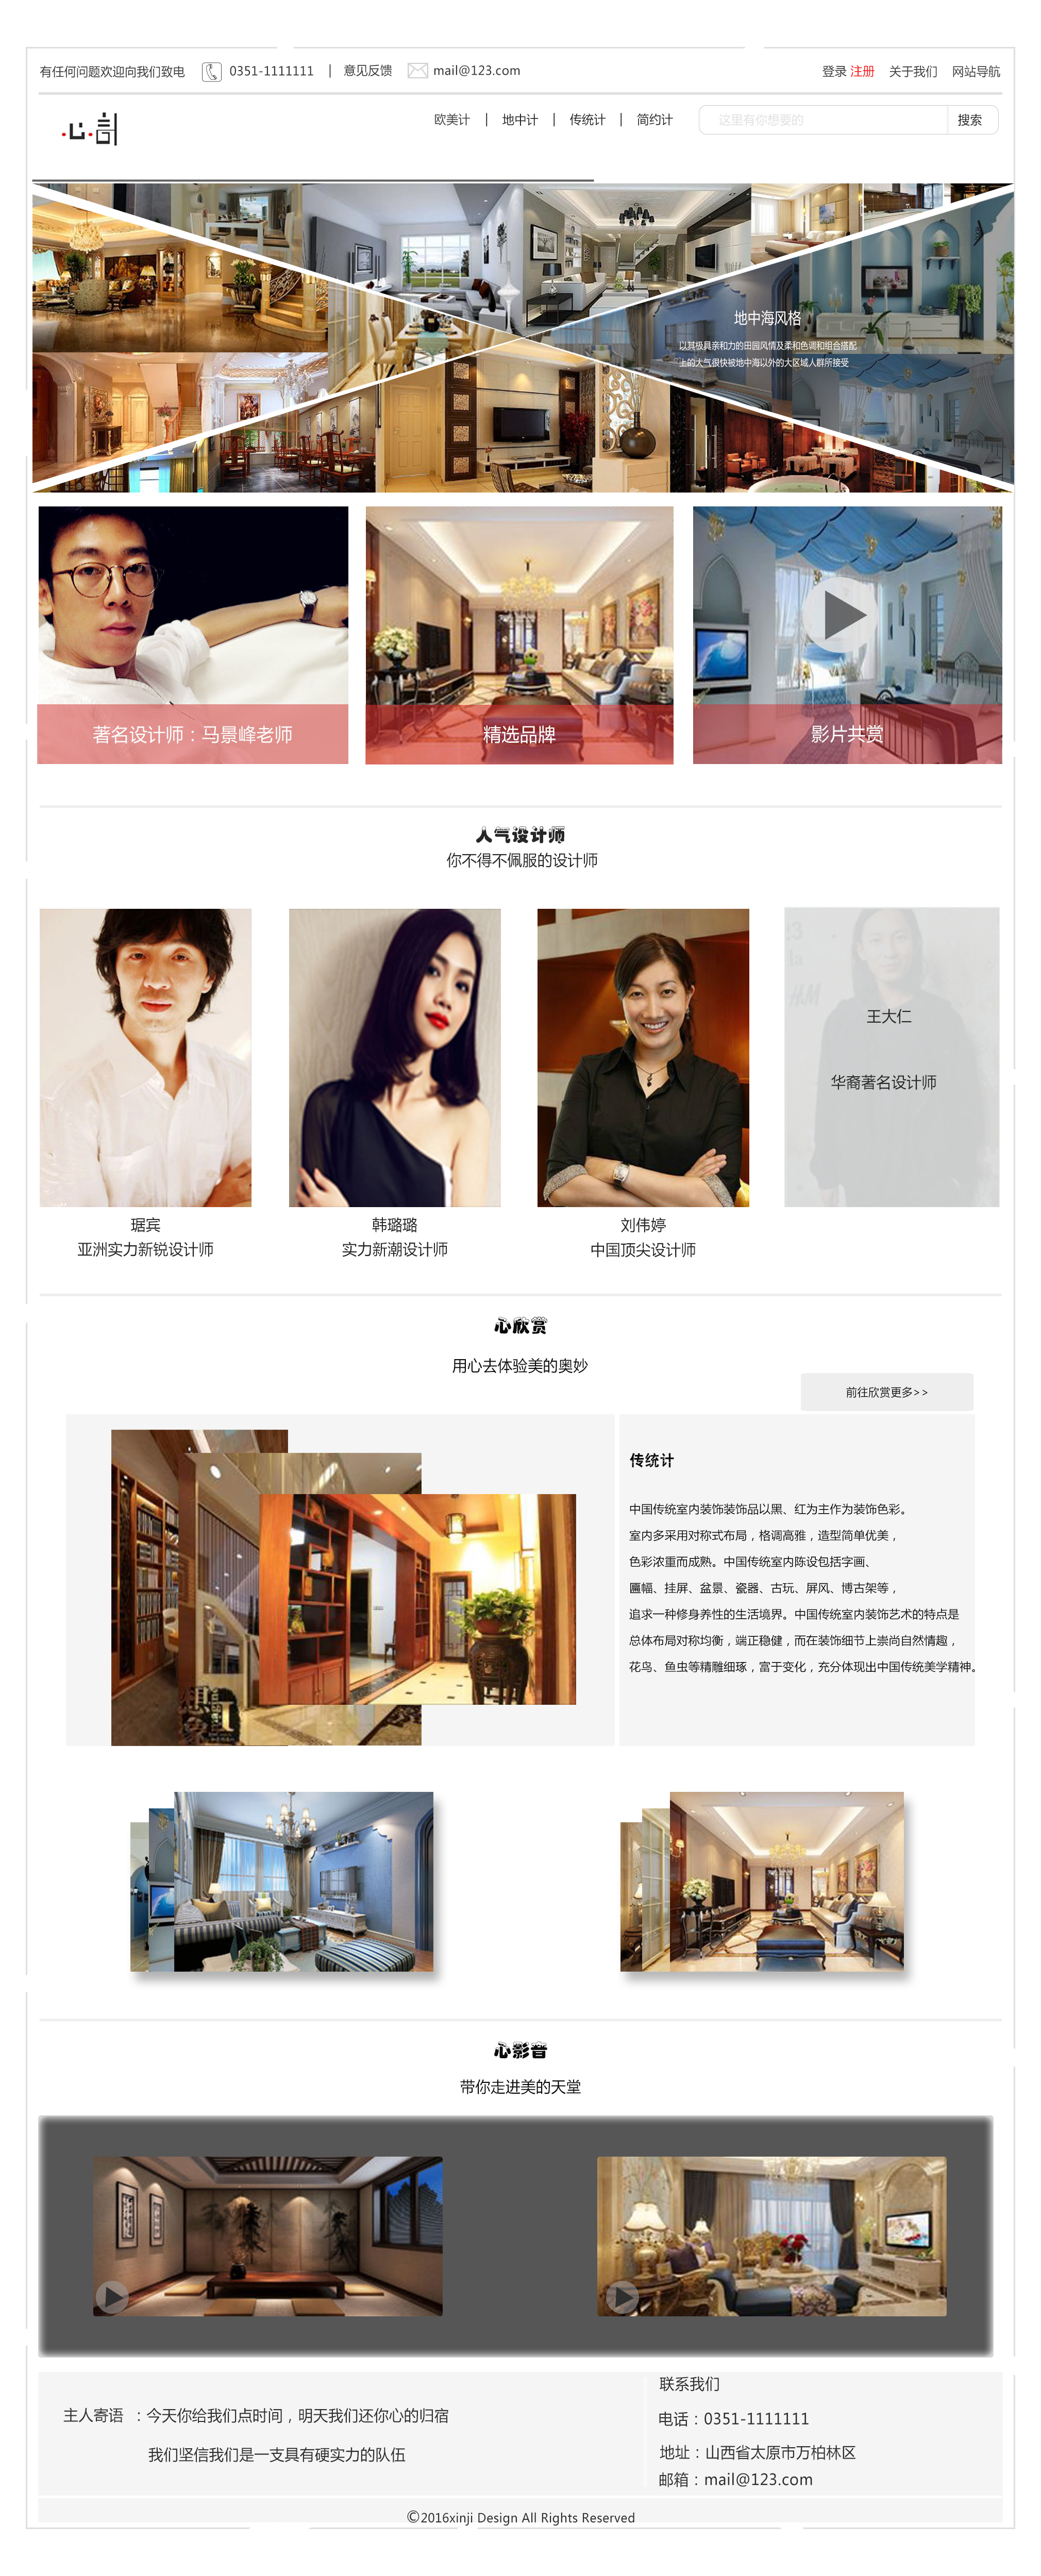 有任何问题欢迎向我们致电 0351-1111111 | 意见反馈 mail@123.com 登录 注册 关于我们 网站导航
心计 欧美计 | 地中计 | 传统计 | 简约计 这里有你想要的 搜索
地中海风格
以其极具亲和力的田园风情及柔和色调和组合搭配
上的大气很快被地中海以外的大区域人群所接受
著名设计师：马景峰老师 精选品牌 影片共赏
人气设计师
你不得不佩服的设计师
王大仁
华裔著名设计师
琚宾 韩璐璐 刘伟婷
亚洲实力新锐设计师 实力新潮设计师 中国顶尖设计师
心欣赏
用心去体验美的奥妙
前往欣赏更多>>
传统计
中国传统室内装饰装饰品以黑、红为主作为装饰色彩。
室内多采用对称式布局，格调高雅，造型简单优美，
色彩浓重而成熟。中国传统室内陈设包括字画、
匾幅、挂屏、盆景、瓷器、古玩、屏风、博古架等，
追求一种修身养性的生活境界。中国传统室内装饰艺术的特点是
总体布局对称均衡，端正稳健，而在装饰细节上崇尚自然情趣，
花鸟、鱼虫等精雕细琢，富于变化，充分体现出中国传统美学精神。
心影音
带你走进美的天堂
主人寄语 ：今天你给我们点时间，明天我们还你心的归宿
我们坚信我们是一支具有硬实力的队伍
联系我们
电话：0351-1111111
地址：山西省太原市万柏林区
邮箱：mail@123.com
©2016xinji Design All Rights Reserved